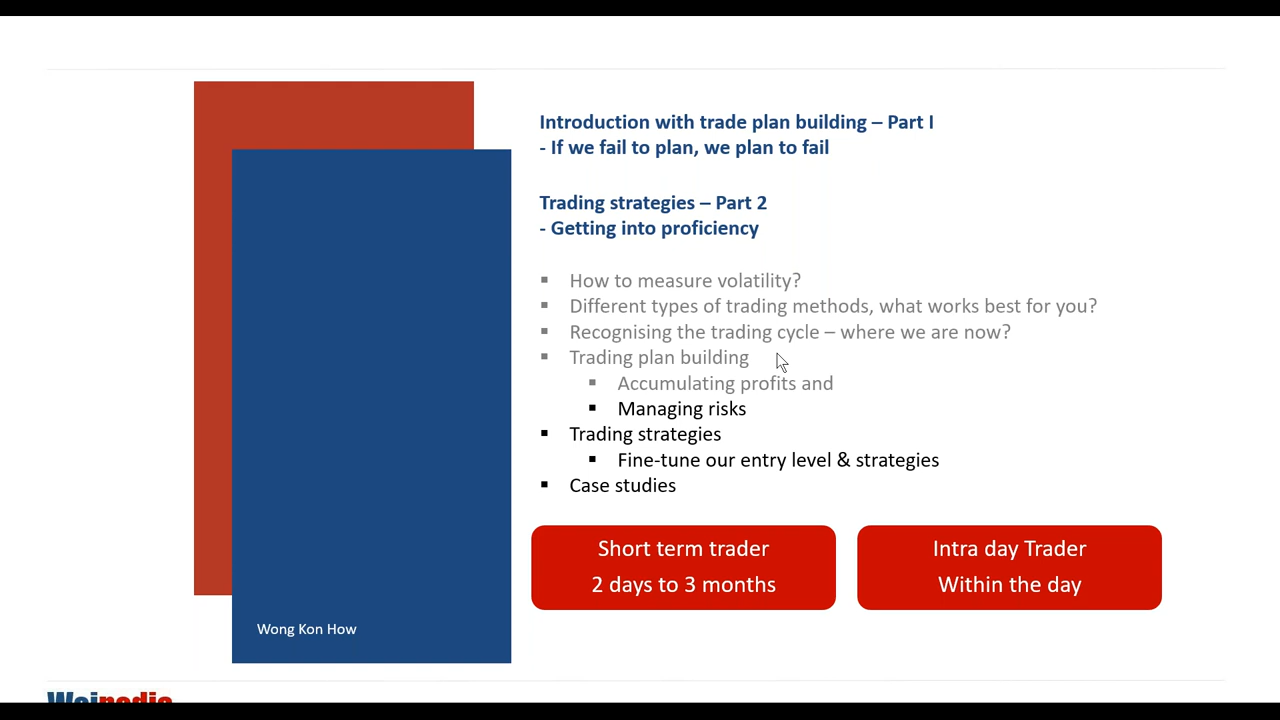 Introduction with trade plan building – Part I
- If we fail to plan, we plan to fail
Trading strategies – Part 2
- Getting into proficiency
▪ How to measure volatility?
▪ Different types of trading methods, what works best for you?
▪ Recognising the trading cycle – where we are now?
▪ Trading plan building
▪ Accumulating profits and
▪ Managing risks
▪ Trading strategies
▪ Fine-tune our entry level & strategies
▪ Case studies
Short term trader
2 days to 3 months
Intra day Trader
Within the day
Wong Kon How